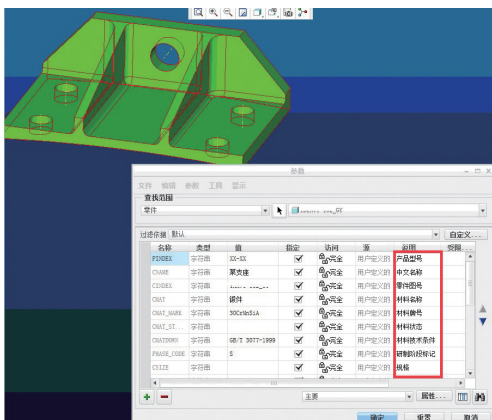 参数
文件 编辑 参数 工具 显示
查找范围
零件
过滤依据 默认 自定义...
名称 类型 值 指定 访问 源 说明 受限...
PINDEX 字符串 XX-XX 完全 用户定义的 产品型号
CNAME 字符串 某支座 完全 用户定义的 中文名称
CINDEX 字符串 完全 用户定义的 零件图号
CMAT 字符串 锻件 完全 用户定义的 材料名称
CMAT_MARK 字符串 30CrMnSiA 完全 用户定义的 材料牌号
CMAT_ST... 字符串 完全 用户定义的 材料状态
字符串 GB/T 3077-1999 完全 用户定义的 材料技术条件
PHASE_CODE 字符串 S 完全 用户定义的 研制阶段标记
CSIZE 字符串 完全 用户定义的 规格
主要 属性...
确定 重置 取消